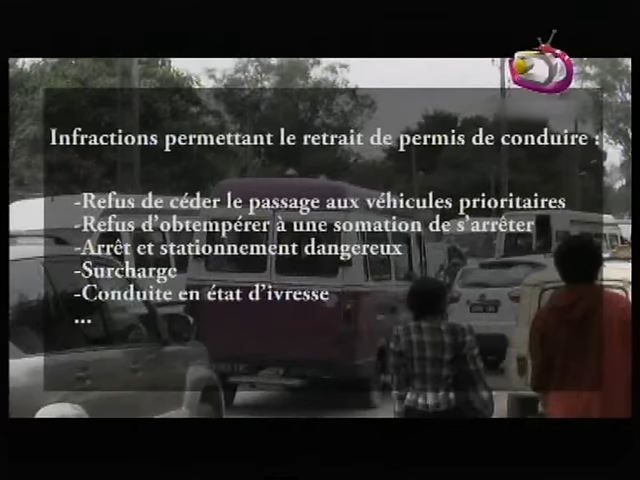 Infractions permettant le retrait de permis de conduire :
-Refus de céder le passage aux véhicules prioritaires
-Refus d'obtempérer à une somation de s'arrêter
-Arrêt et stationnement dangereux
-Surcharge
-Conduite en état d'ivresse
...